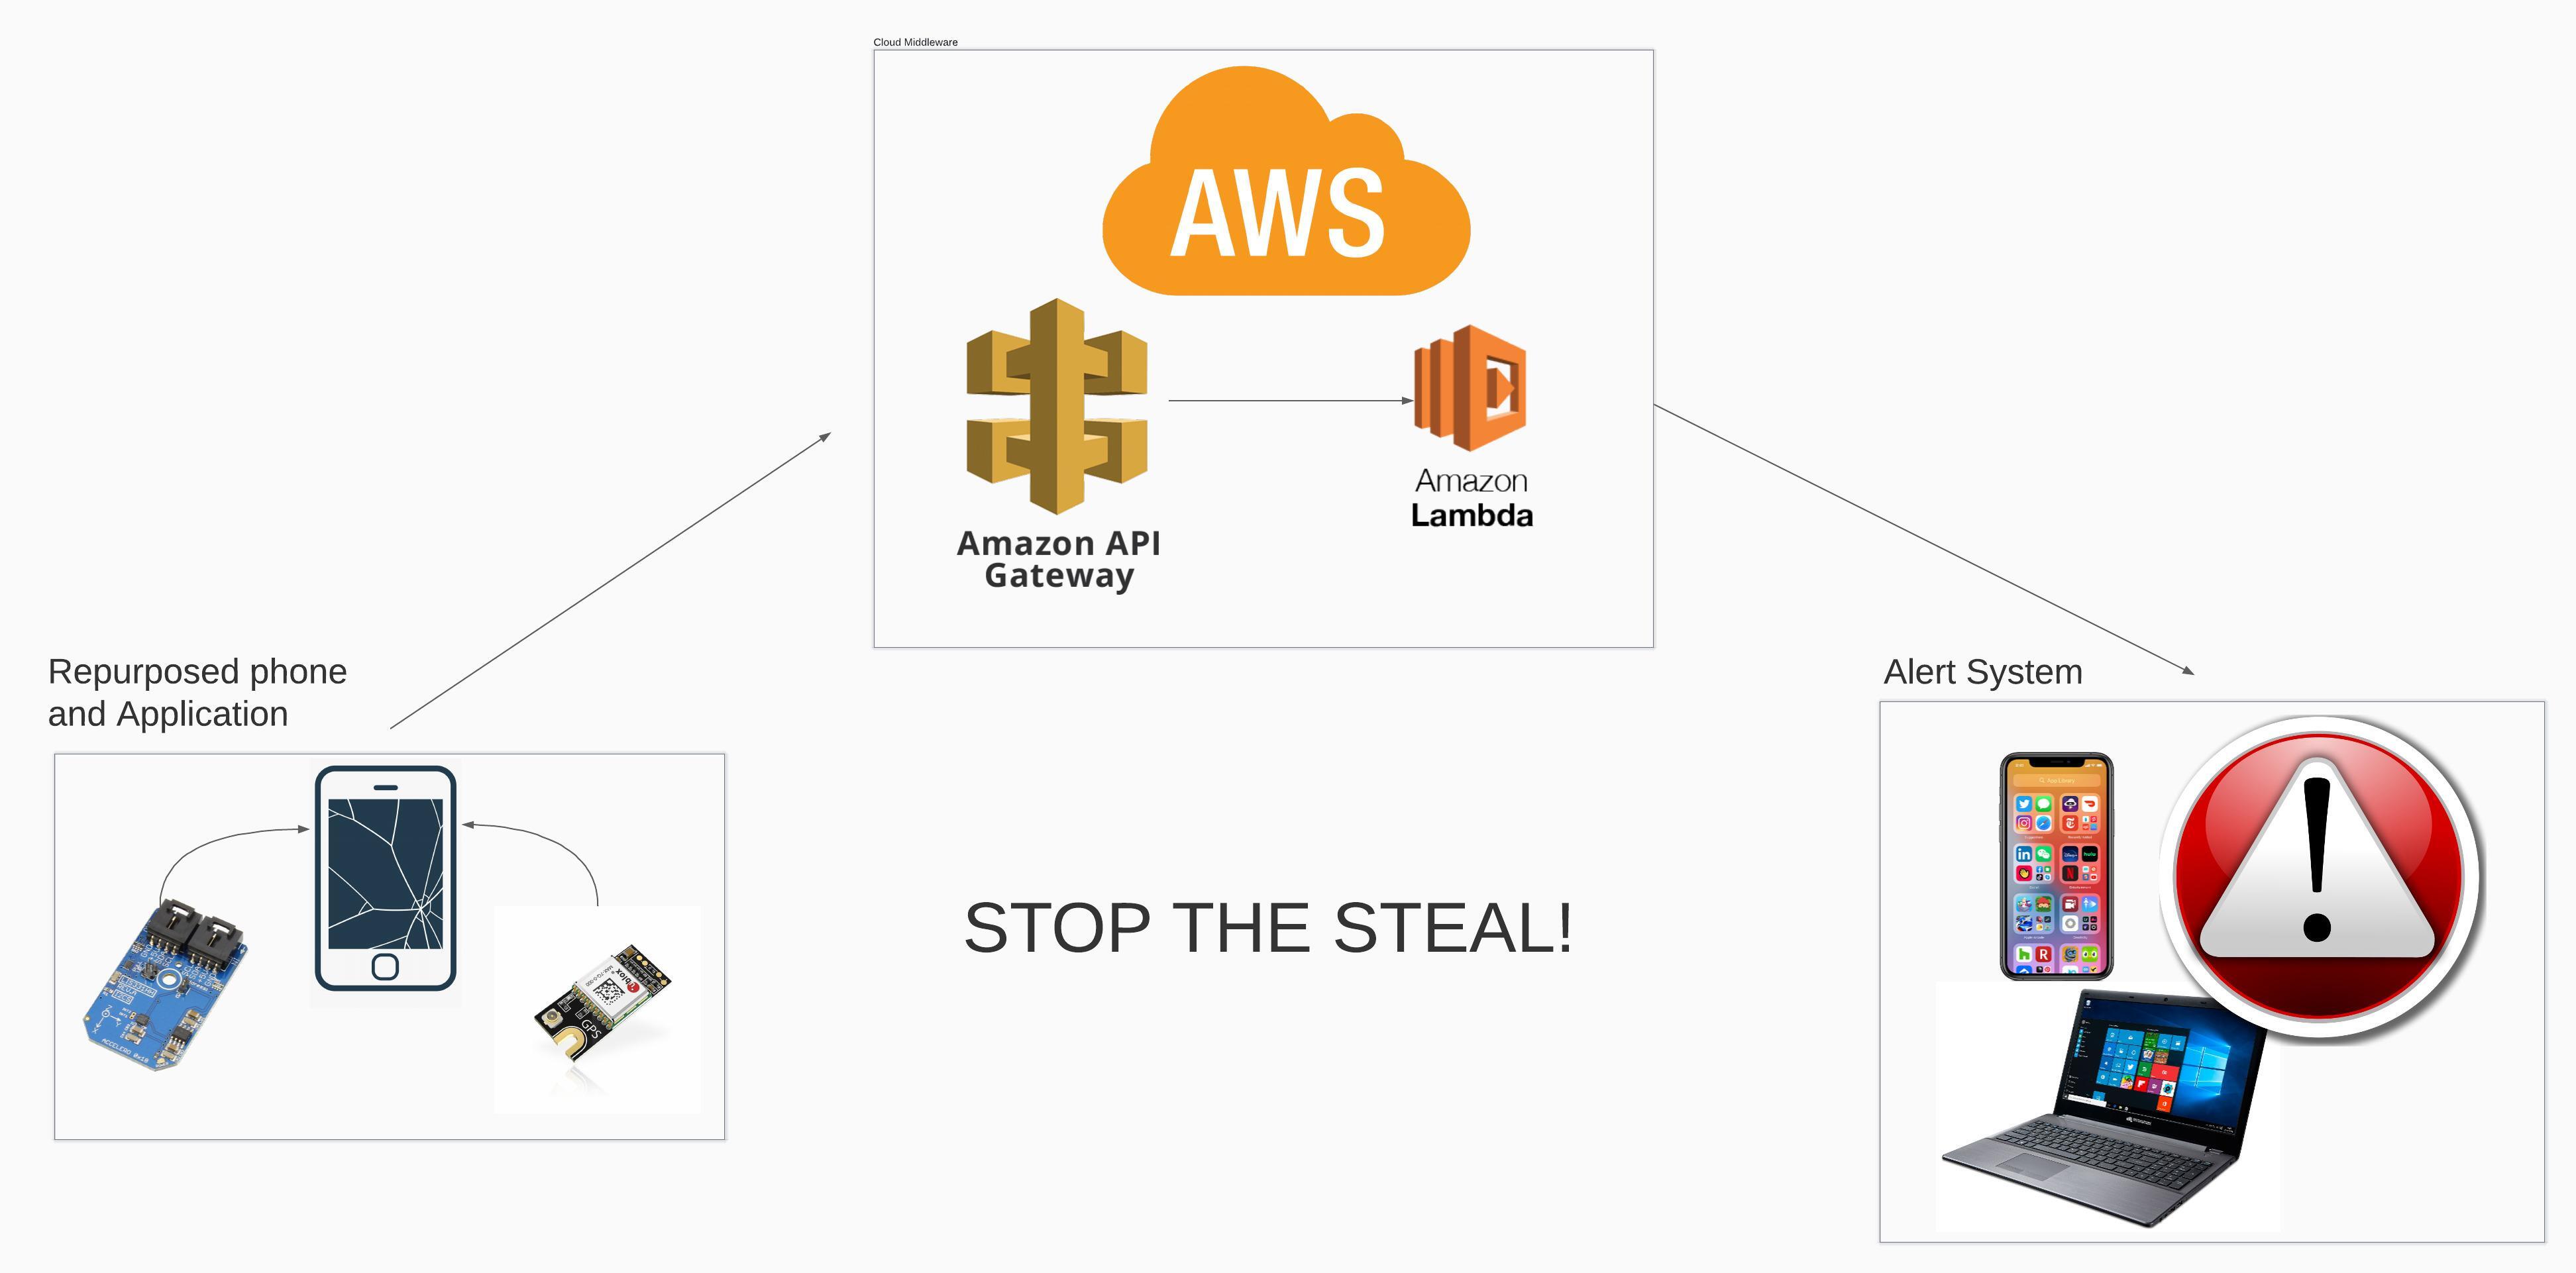 Cloud Middleware
AWS
Amazon API
Gateway
Amazon
Lambda
Repurposed phone
and Application
Alert System
STOP THE STEAL!
GPS